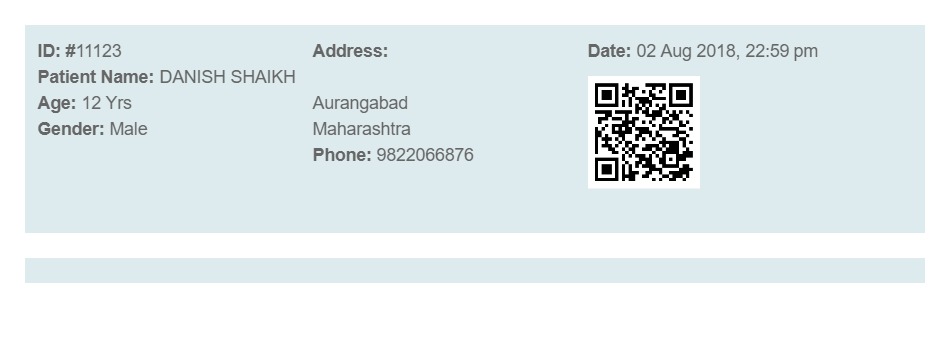 ID: #11123
Patient Name: DANISH SHAIKH
Age: 12 Yrs
Gender: Male
Address:
Aurangabad
Maharashtra
Phone: 9822066876
Date: 02 Aug 2018, 22:59 pm